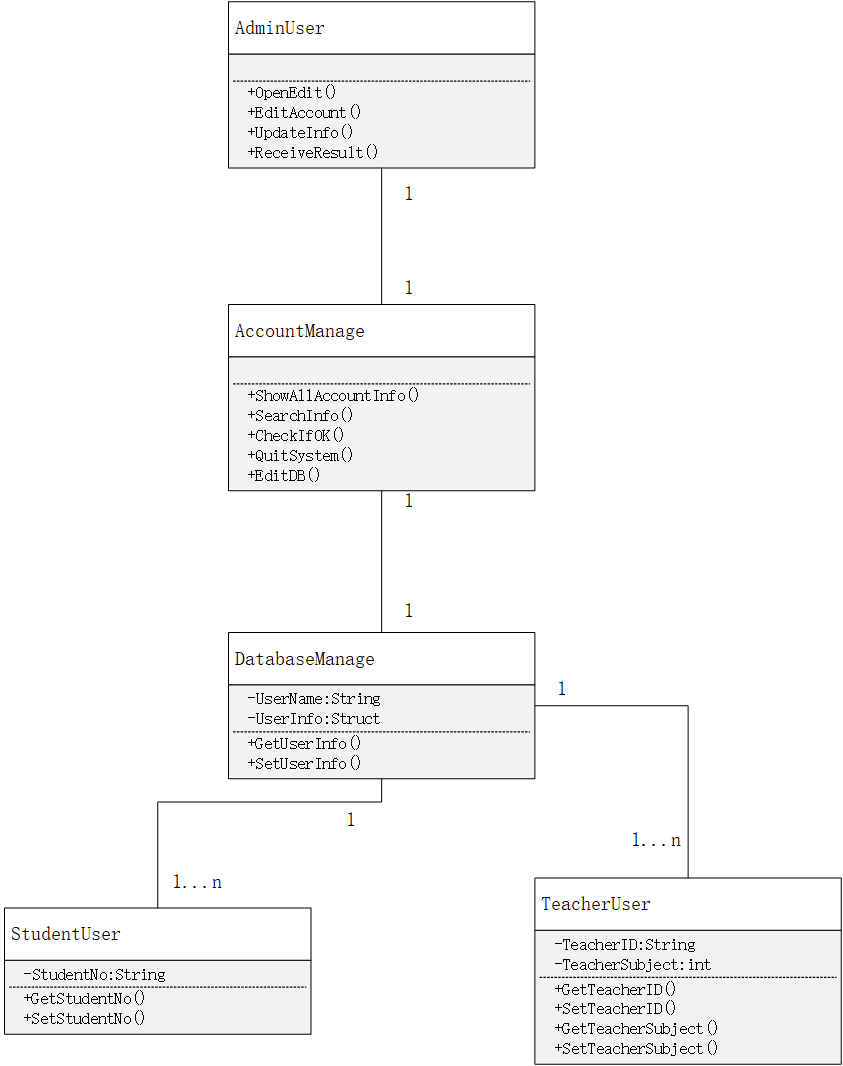 AdminUser
+OpenEdit()
+EditAccount()
+UpdateInfo()
+ReceiveResult()
1
1
AccountManage
+ShowAllAccountInfo()
+SearchInfo()
+CheckIfOK()
+QuitSystem()
+EditDB()
1
1
DatabaseManage
-UserName:String
-UserInfo:Struct
+GetUserInfo()
+SetUserInfo()
1
1
1...n
1...n
StudentUser
-StudentNo:String
+GetStudentNo()
+SetStudentNo()
TeacherUser
-TeacherID:String
-TeacherSubject:int
+GetTeacherID()
+SetTeacherID()
+GetTeacherSubject()
+SetTeacherSubject()